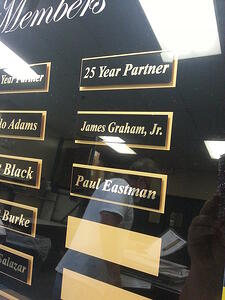 Members
Year Partner
25 Year Partner
Adams
James Graham, Jr.
Black
Paul Eastman
Burke
Salazar